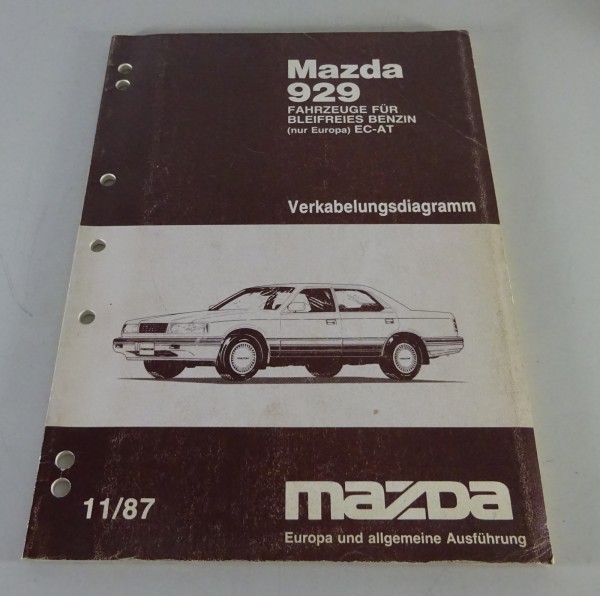 Mazda
929
FAHRZEUGE FÜR
BLEIFREIES BENZIN
(nur Europa) EC-AT
Verkabelungsdiagramm
11/87
mazda
Europa und allgemeine Ausführung